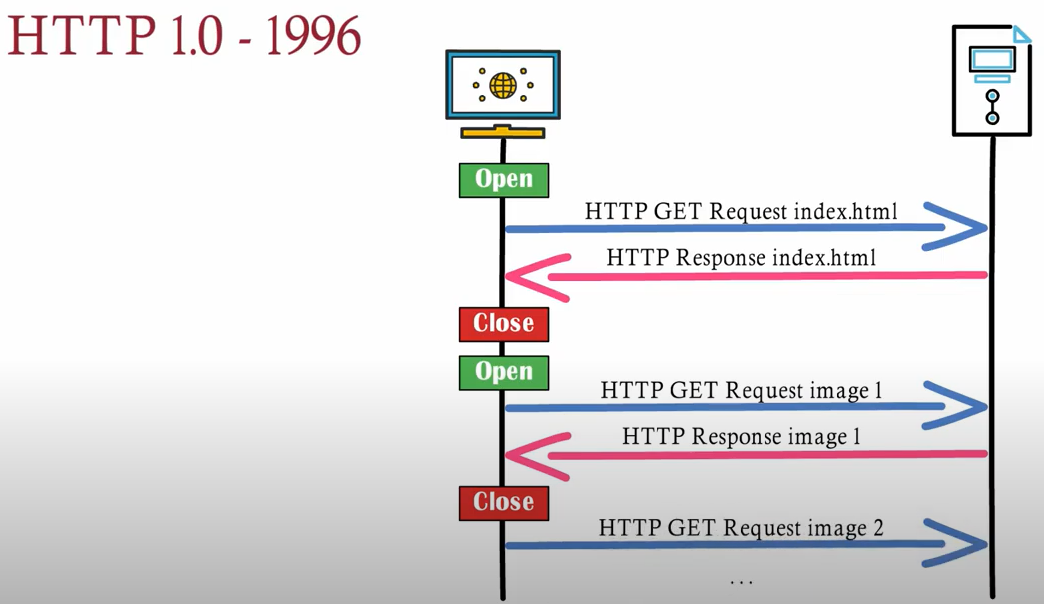 HTTP 1.0 - 1996
Open
HTTP GET Request index.html
HTTP Response index.html
Close
Open
HTTP GET Request image 1
HTTP Response image 1
Close
HTTP GET Request image 2
...